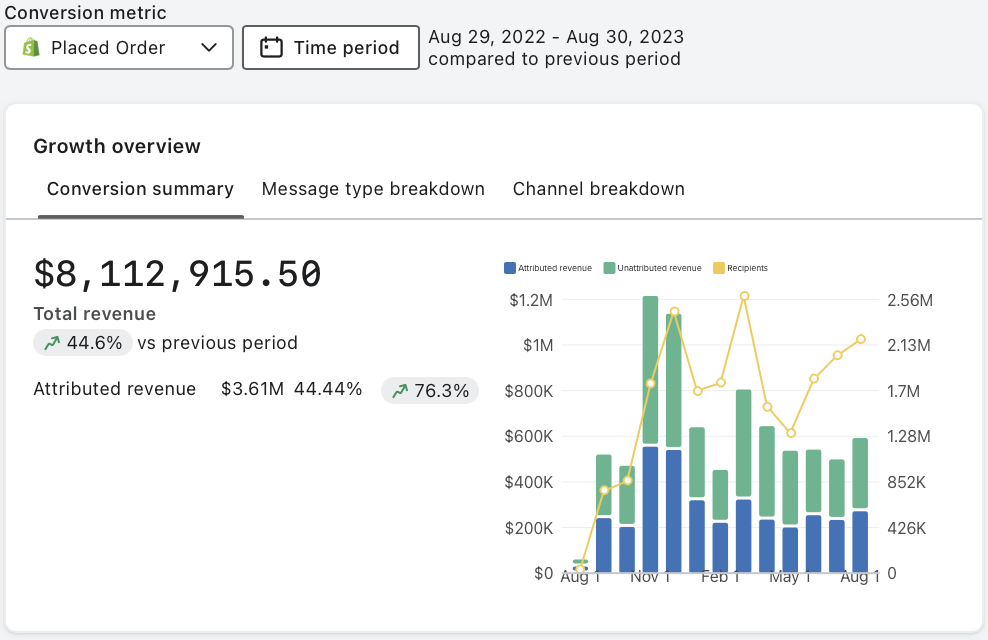 Conversion metric
Placed Order
Time period
Aug 29, 2022 - Aug 30, 2023
compared to previous period
Growth overview
Conversion summary Message type breakdown Channel breakdown
$8,112,915.50
Total revenue
44.6% vs previous period
Attributed revenue $3.61M 44.44% 76.3%
Attributed revenue Unattributed revenue Recipients
$1.2M 2.56M
$1M 2.13M
$800K 1.7M
$600K 1.28M
$400K 852K
$200K 426K
$0 0
Aug 1 Nov 1 Feb 1 May 1 Aug 1